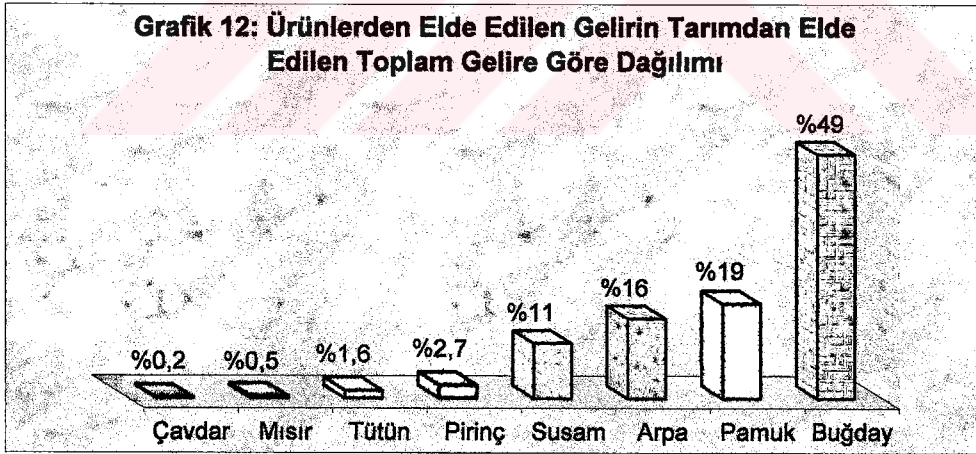 Grafik 12: Ürünlerden Elde Edilen Gelirin Tarımdan Elde
Edilen Toplam Gelire Göre Dağılımı
%0,2 %0,5 %1,6 %2,7 %11 %16 %19 %49
Çavdar Mısır Tütün Pirinç Susam Arpa Pamuk Buğday